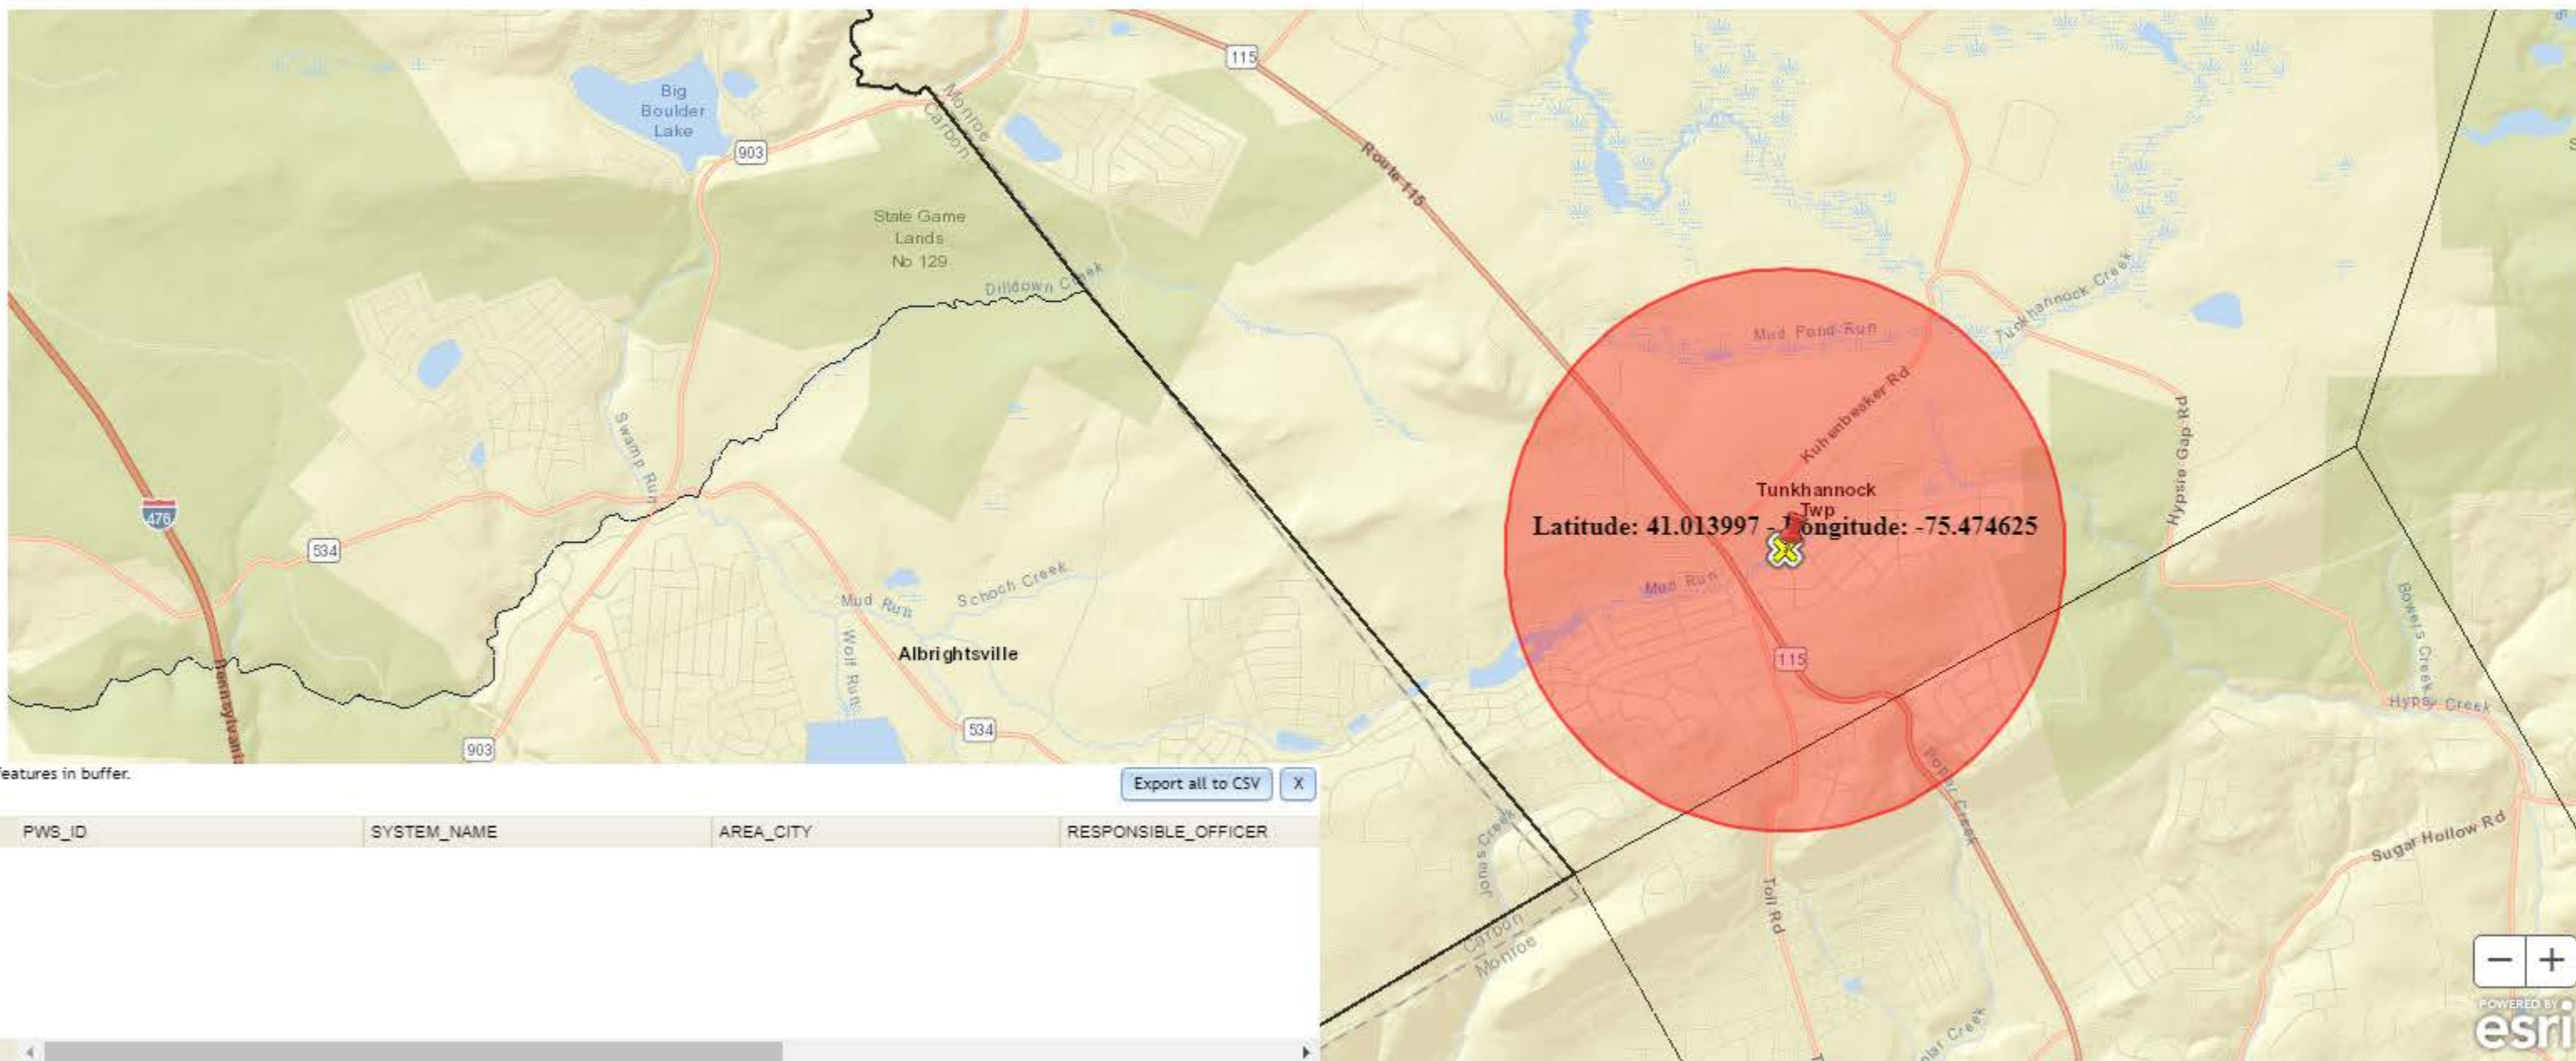 115
Big
Boulder
Lake
Monroe
Carbon
903
Route 115
State Game
Lands
No 129
Drilldown Creek
Tunkhannock Creek
Mud Pond Run
Kuhenbeaker Rd
Hypsie Gap Rd
Swamp Run
Tunkhannock
Twp
476
Latitude: 41.013997 - Longitude: -75.474625
534
Schoch Creek
Mud Run
Mud Run
Bowers Creek
Wolf Run
Albrightsville
115
Pennsylvania
Hypsy Creek
534
903
features in buffer.
Export all to CSV
X
Poplar Creek
PWS_ID
SYSTEM_NAME
AREA_CITY
RESPONSIBLE_OFFICER
Jonas Creek
Sugar Hollow Rd
Toll Rd
Carbon
Monroe
− +
POWERED BY
esri